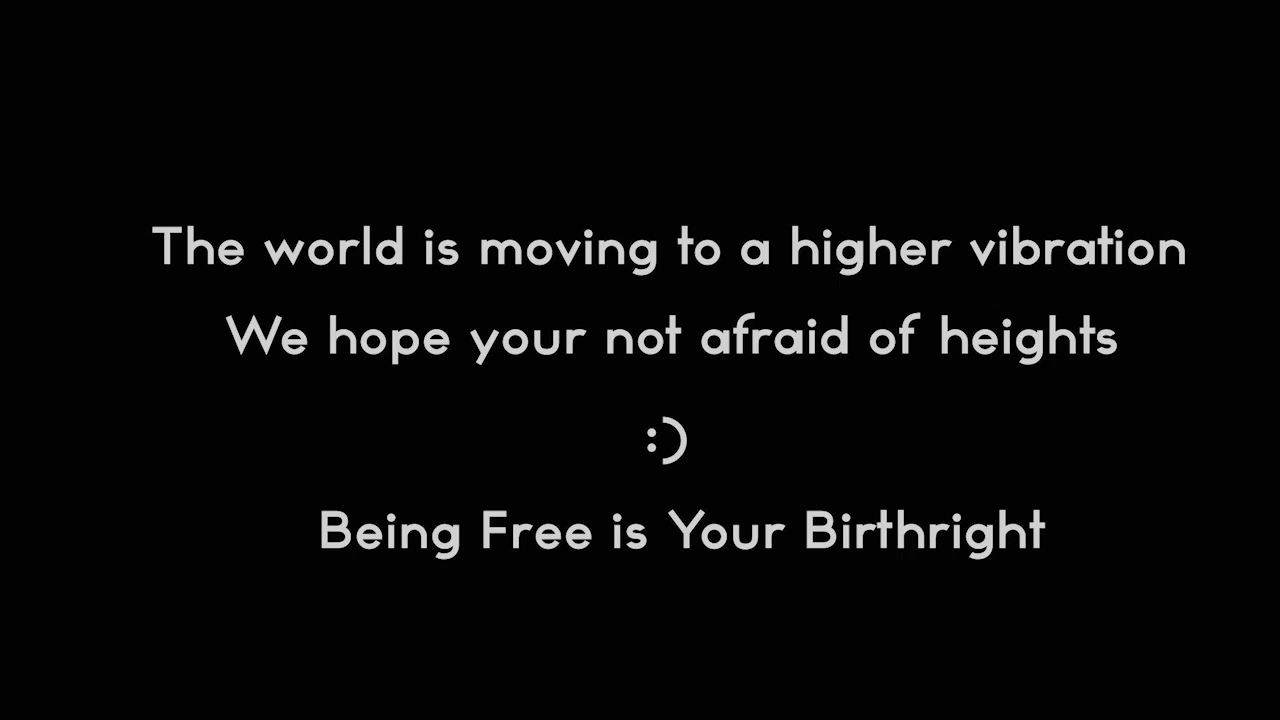 The world is moving to a higher vibration
We hope your not afraid of heights
:)
Being Free is Your Birthright